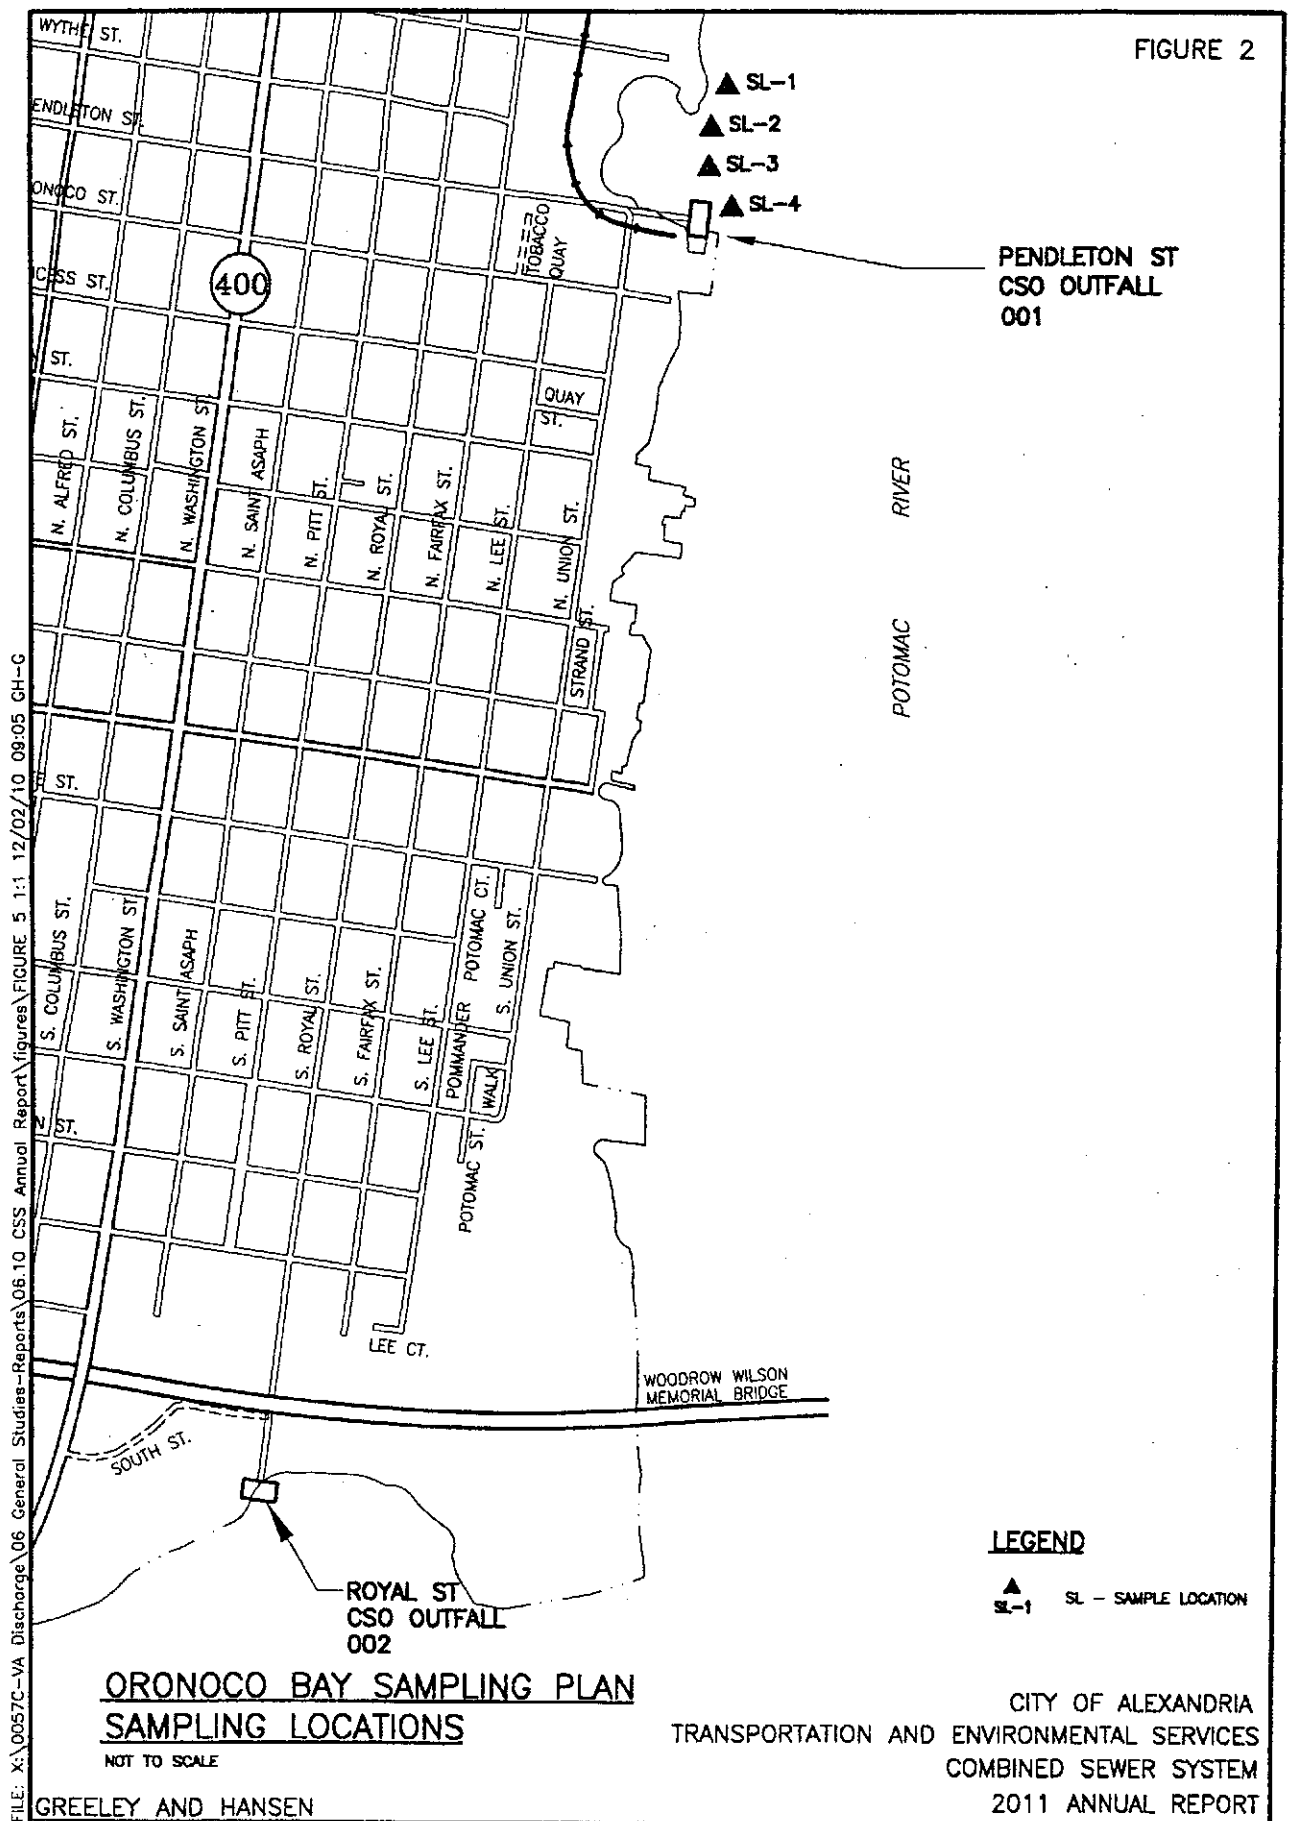 FIGURE 2
WYTHE ST.
SL-1
SL-2
ENDLETON ST.
SL-3
ONOCO ST.
SL-4
TOBACCO
QUAY
PENDLETON ST
CSO OUTFALL
001
ICESS ST.
400
N ST.
QUAY
ST.
N. ALFRED ST.
N. COLUMBUS ST.
N. WASHINGTON ST.
N. SAINT ASAPH
N. PITT ST.
N. ROYAL ST.
N. FAIRFAX ST.
N. LEE ST.
N. UNION ST.
STRAND ST.
POTOMAC RIVER
E ST.
S. COLUMBUS ST.
S. WASHINGTON ST.
S. SAINT ASAPH
S. PITT ST.
S. ROYAL ST.
S. FAIRFAX ST.
S. LEE ST.
POMMANDER
WALK
POTOMAC CT.
S. UNION ST.
POTOMAC ST.
N ST.
LEE CT.
WOODROW WILSON
MEMORIAL BRIDGE
SOUTH ST.
ROYAL ST
CSO OUTFALL
002
LEGEND
SL-1 SL - SAMPLE LOCATION
ORONOCO BAY SAMPLING PLAN
SAMPLING LOCATIONS
NOT TO SCALE
GREELEY AND HANSEN
CITY OF ALEXANDRIA
TRANSPORTATION AND ENVIRONMENTAL SERVICES
COMBINED SEWER SYSTEM
2011 ANNUAL REPORT
FILE: X:\0057C-VA Discharge\06 General Studies-Reports\06.10 CSS Annual Report\figures\FIGURE 5 1:1 12/02/10 09:05 GH-G